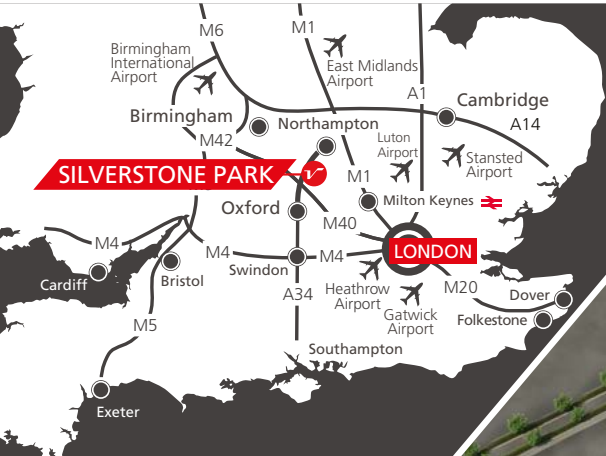 M6
M1
Birmingham
International
Airport
East Midlands
Airport
A1
Cambridge
Birmingham
Northampton
A14
M42
Luton
Airport
Stansted
Airport
SILVERSTONE PARK
M1
Milton Keynes
Oxford
M40
M4
M4
M4
LONDON
Swindon
Cardiff
Bristol
A34
Heathrow
Airport
M20
Gatwick
Airport
Dover
Folkestone
M5
Southampton
Exeter